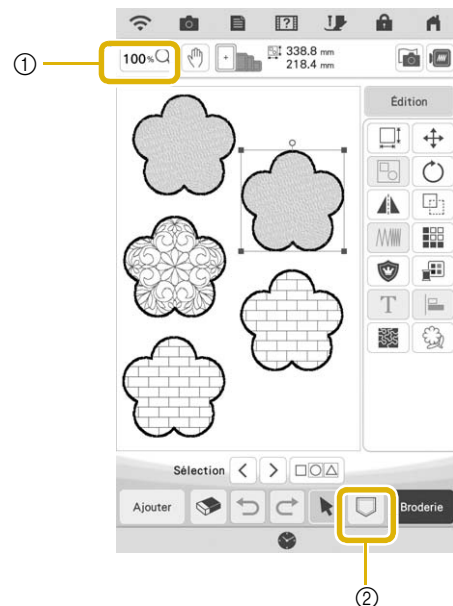 ①
100%
338.8 mm
218.4 mm
Édition
T
Sélection
Ajouter
Broderie
②